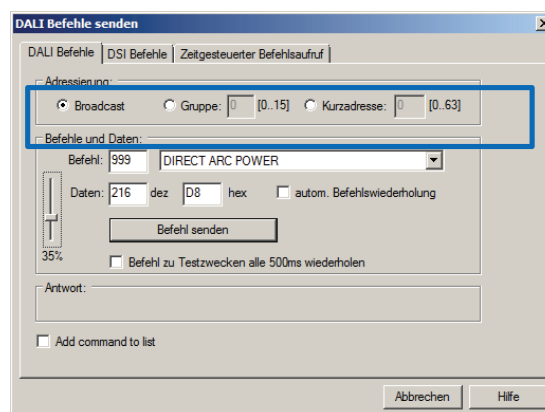 DALI Befehle senden
DALI Befehle DSI Befehle Zeitgesteuerter Befehlsaufruf
Adressierung:
Broadcast Gruppe: 0 [0..15] Kurzadresse: 0 [0..63]
Befehle und Daten:
Befehl: 999 DIRECT ARC POWER
Daten: 216 dez D8 hex autom. Befehlswiederholung
Befehl senden
35%
Befehl zu Testzwecken alle 500ms wiederholen
Antwort:
Add command to list
Abbrechen Hilfe